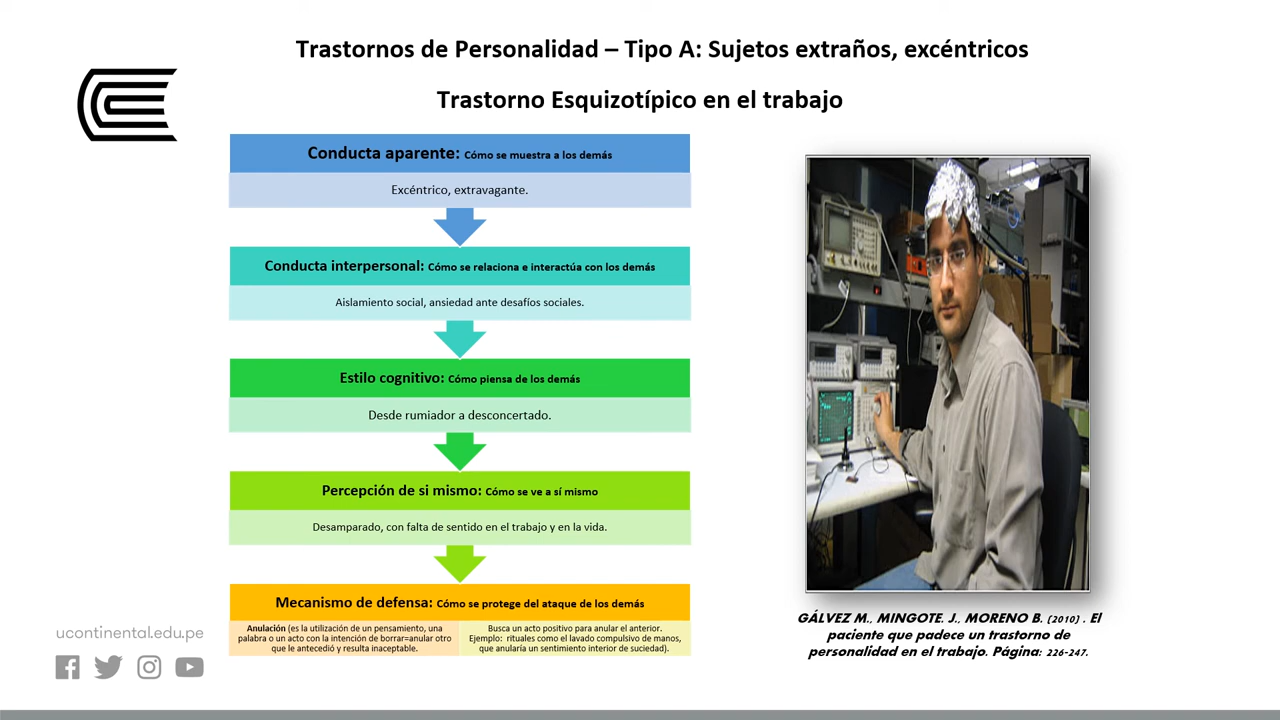 Trastornos de Personalidad – Tipo A: Sujetos extraños, excéntricos
Trastorno Esquizotípico en el trabajo
Conducta aparente: Cómo se muestra a los demás
Excéntrico, extravagante.
Conducta interpersonal: Cómo se relaciona e interactúa con los demás
Aislamiento social, ansiedad ante desafíos sociales.
Estilo cognitivo: Cómo piensa de los demás
Desde rumiador a desconcertado.
Percepción de si mismo: Cómo se ve a sí mismo
Desamparado, con falta de sentido en el trabajo y en la vida.
Mecanismo de defensa: Cómo se protege del ataque de los demás
Anulación (es la utilización de un pensamiento, una
palabra o un acto con la intención de borrar=anular otro
que le antecedió y resulta inaceptable.
Busca un acto positivo para anular el anterior.
Ejemplo: rituales como el lavado compulsivo de manos,
que anularía un sentimiento interior de suciedad).
GÁLVEZ M., MINGOTE. J., MORENO B. (2010) . El
paciente que padece un trastorno de
personalidad en el trabajo. Página: 226-247.
ucontinental.edu.pe